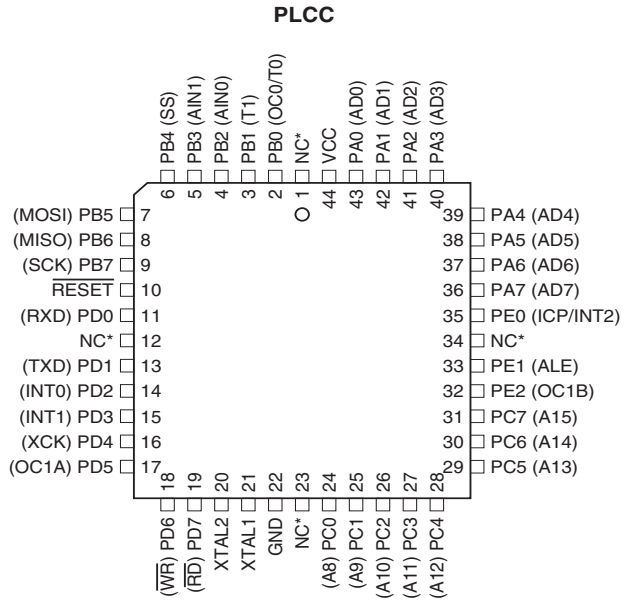 PLCC
PB4 (SS)
PB3 (AIN1)
PB2 (AIN0)
PB1 (T1)
PB0 (OC0/T0)
NC*
VCC
PA0 (AD0)
PA1 (AD1)
PA2 (AD2)
PA3 (AD3)
6
5
4
3
2
1
44
43
42
41
40
(MOSI) PB5 7
(MISO) PB6 8
(SCK) PB7 9
RESET 10
(RXD) PD0 11
NC* 12
(TXD) PD1 13
(INT0) PD2 14
(INT1) PD3 15
(XCK) PD4 16
(OC1A) PD5 17
39 PA4 (AD4)
38 PA5 (AD5)
37 PA6 (AD6)
36 PA7 (AD7)
35 PE0 (ICP/INT2)
34 NC*
33 PE1 (ALE)
32 PE2 (OC1B)
31 PC7 (A15)
30 PC6 (A14)
29 PC5 (A13)
18
19
20
21
22
23
24
25
26
27
28
(WR) PD6
(RD) PD7
XTAL2
XTAL1
GND
NC*
(A8) PC0
(A9) PC1
(A10) PC2
(A11) PC3
(A12) PC4